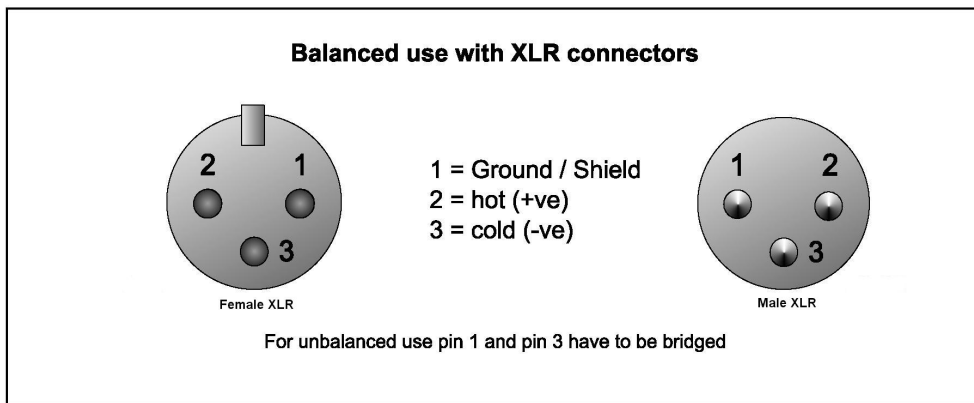 Balanced use with XLR connectors
2 1
3
Female XLR
1 = Ground / Shield
2 = hot (+ve)
3 = cold (-ve)
1 2
3
Male XLR
For unbalanced use pin 1 and pin 3 have to be bridged